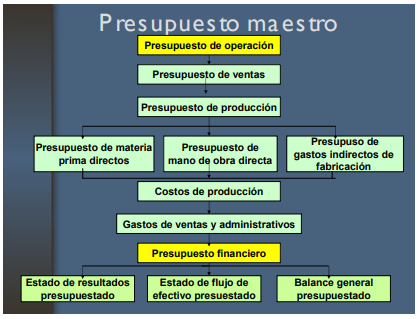 Presupuesto maestro
Presupuesto de operación
Presupuesto de ventas
Presupuesto de producción
Presupuesto de materia
prima directos
Presupuesto de
mano de obra directa
Presupuso de
gastos indirectos de
fabricación
Costos de producción
Gastos de ventas y administrativos
Presupuesto financiero
Estado de resultados
presupuestado
Estado de flujo de
efectivo presuestado
Balance general
presupuestado